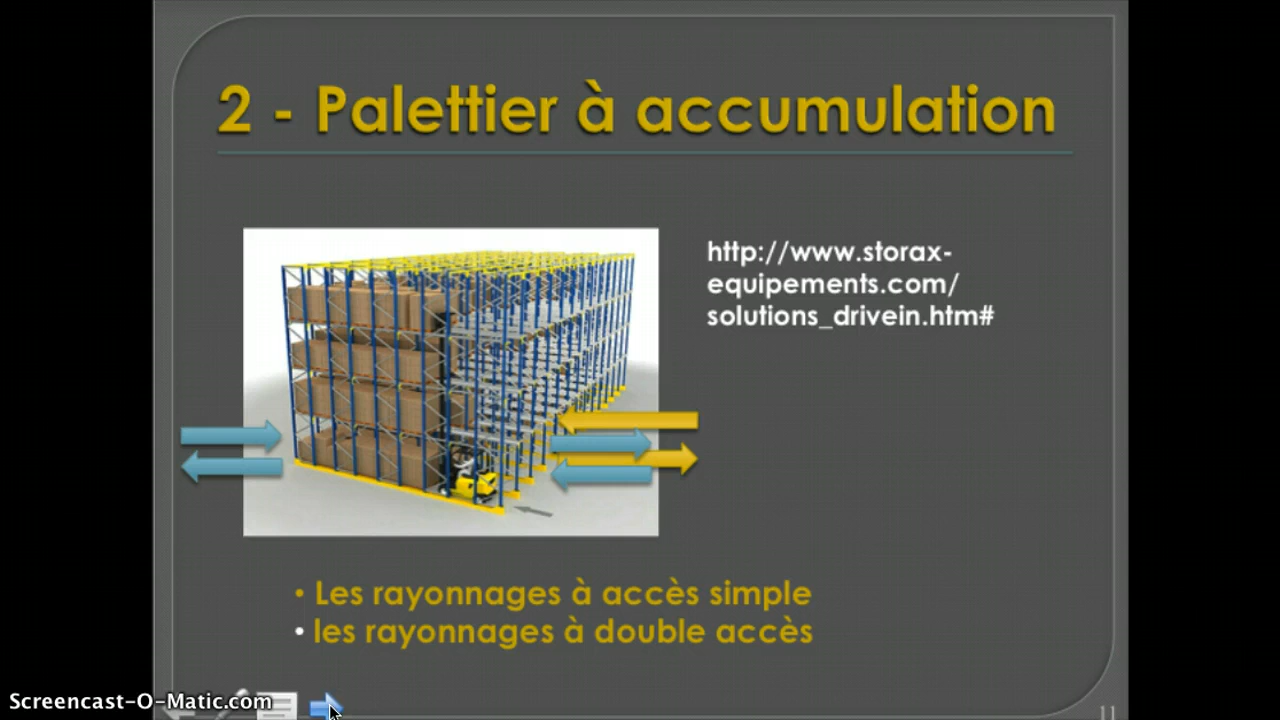 2 - Palettier à accumulation
http://www.storax-
equipements.com/
solutions_drivein.htm#
• Les rayonnages à accès simple
• les rayonnages à double accès
Screencast-O-Matic.com
11